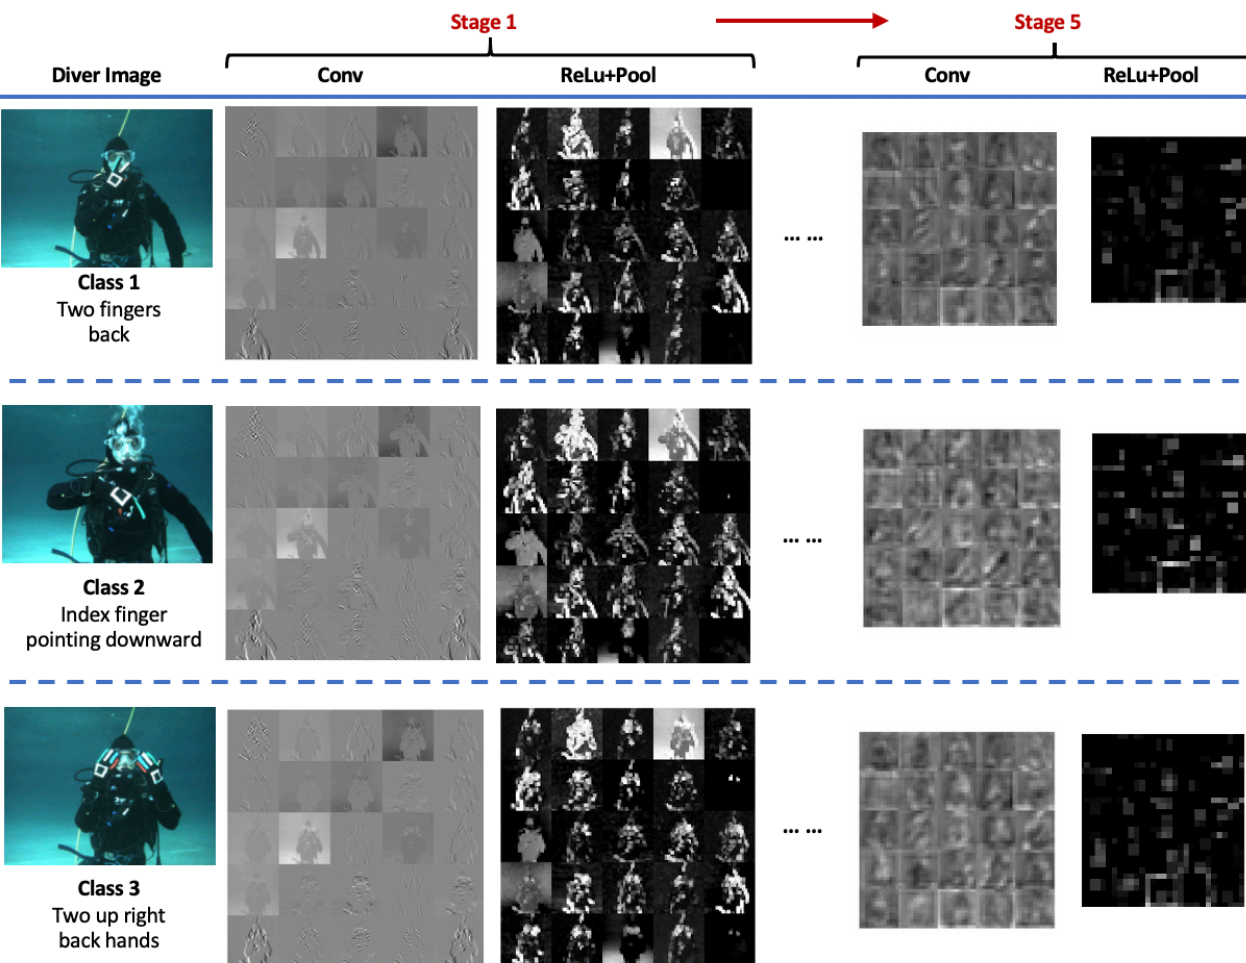 Stage 1
Stage 5
Diver Image
Conv
ReLu+Pool
Conv
ReLu+Pool
Class 1
Two fingers
back
... ...
Class 2
Index finger
pointing downward
... ...
Class 3
Two up right
back hands
... ...